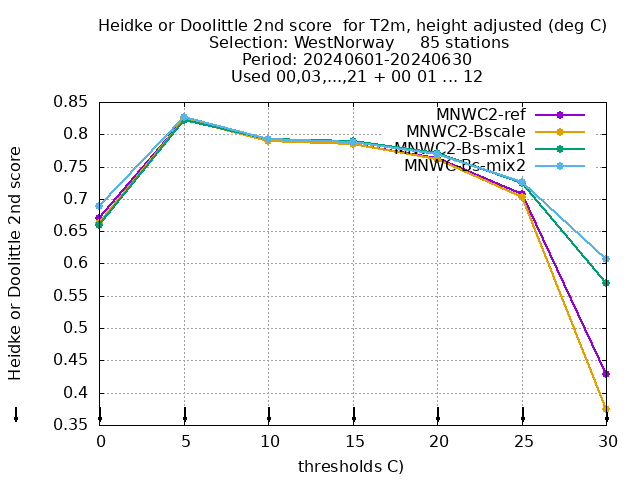 Heidke or Doolittle 2nd score  for T2m, height adjusted (deg C)
Selection: WestNorway     85 stations
Period: 20240601-20240630
Used 00,03,...,21 + 00 01 ... 12
MNWC2-ref
MNWC2-Bscale
MNWC2-Bs-mix1
MNWC-Bs-mix2
Heidke or Doolittle 2nd score
0.85
0.8
0.75
0.7
0.65
0.6
0.55
0.5
0.45
0.4
0.35
0 5 10 15 20 25 30
thresholds C)